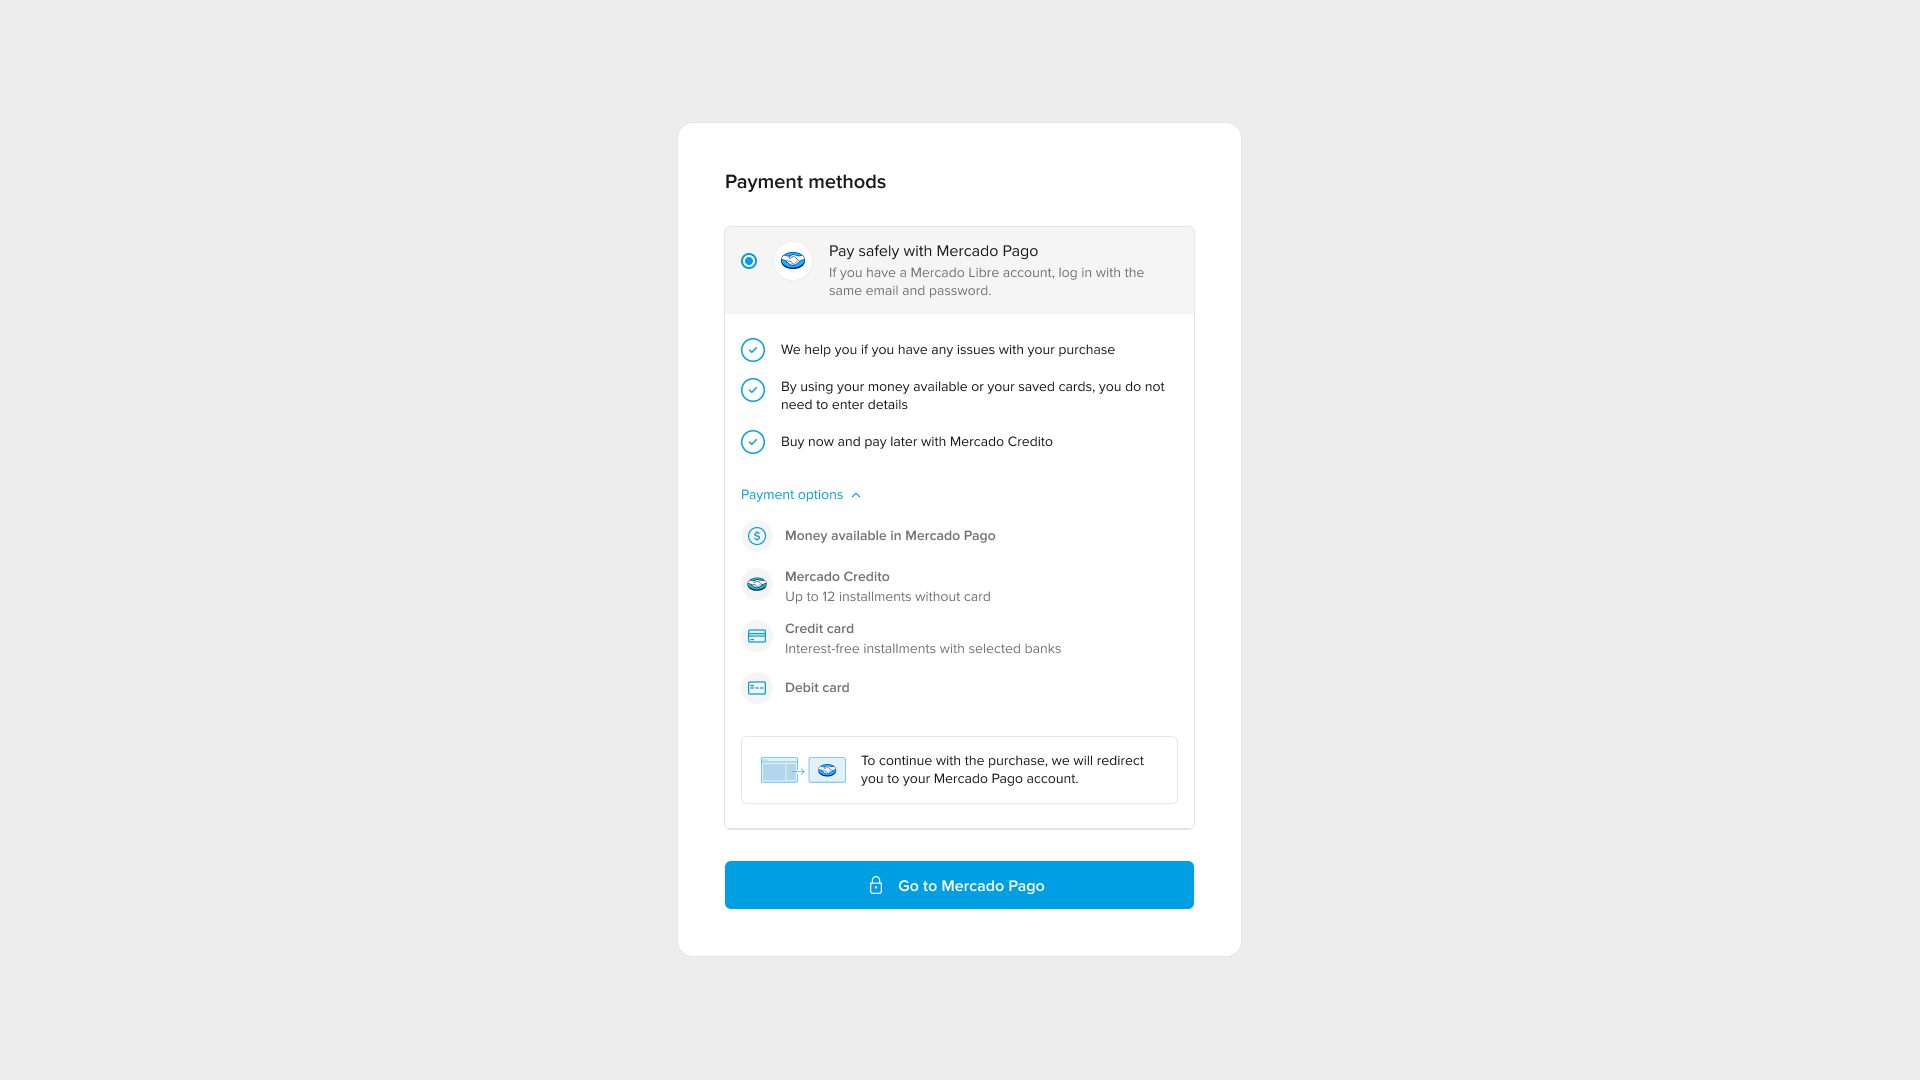 Payment methods
Pay safely with Mercado Pago
If you have a Mercado Libre account, log in with the
same email and password.
We help you if you have any issues with your purchase
By using your money available or your saved cards, you do not
need to enter details
Buy now and pay later with Mercado Credito
Payment options
Money available in Mercado Pago
Mercado Credito
Up to 12 installments without card
Credit card
Interest-free installments with selected banks
Debit card
To continue with the purchase, we will redirect
you to your Mercado Pago account.
Go to Mercado Pago